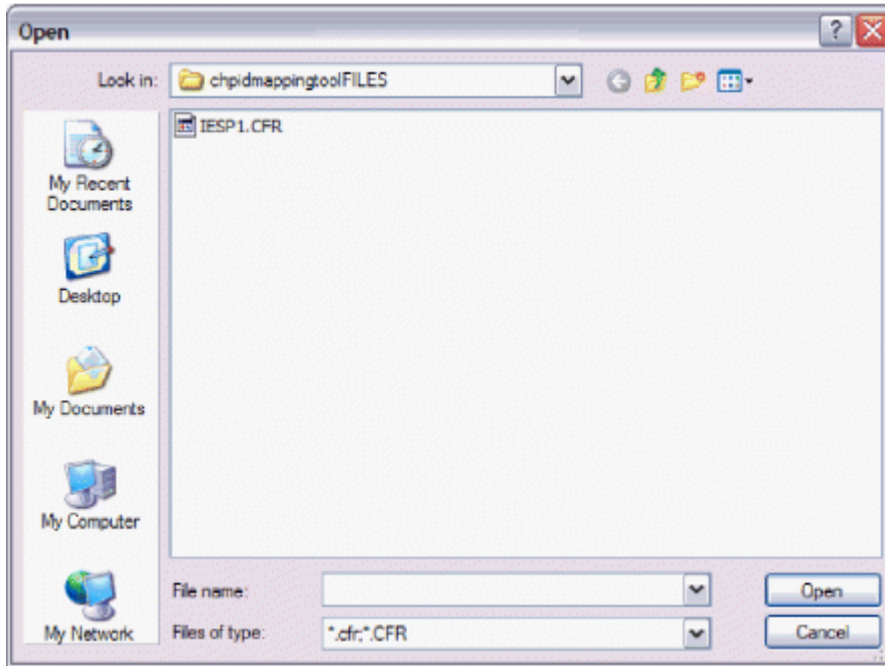 Open
Look in: chpidmappingtoolFILES
IESP1.CFR
My Recent
Documents
Desktop
My Documents
My Computer
My Network
File name:
Open
Files of type: *.cfr;*.CFR
Cancel